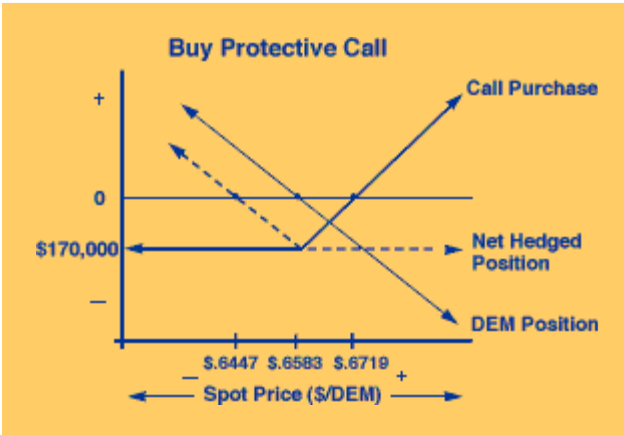 Buy Protective Call
+
Call Purchase
0
$170,000
Net Hedged
Position
—
DEM Position
$.6447 $.6583 $.6719
— Spot Price ($/DEM) +